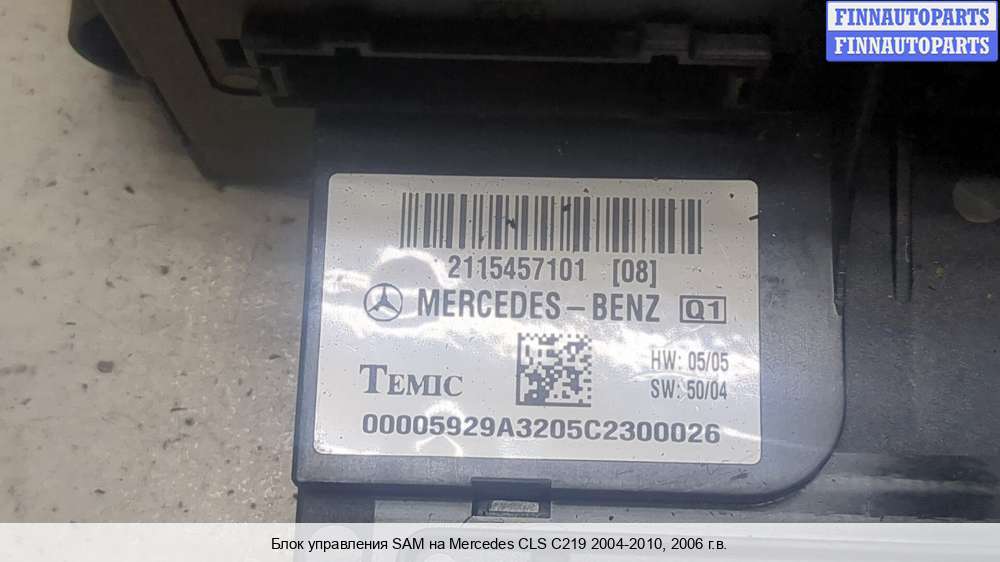 FINNAUTOPARTS
FINNAUTOPARTS
2115457101 [08]
MERCEDES-BENZ Q1
HW: 05/05
TEMIC SW: 50/04
00005929A3205C2300026
Блок управления SAM на Mercedes CLS C219 2004-2010, 2006 г.в.